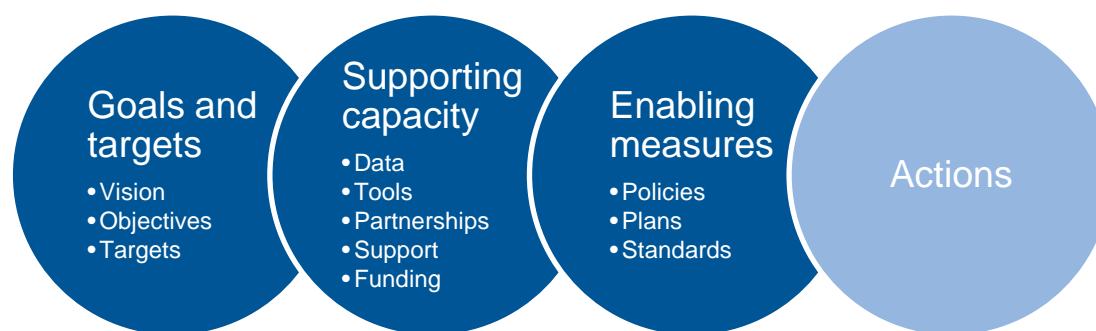 Goals and
targets
•Vision
•Objectives
•Targets
Supporting
capacity
•Data
•Tools
•Partnerships
•Support
•Funding
Enabling
measures
•Policies
•Plans
•Standards
Actions